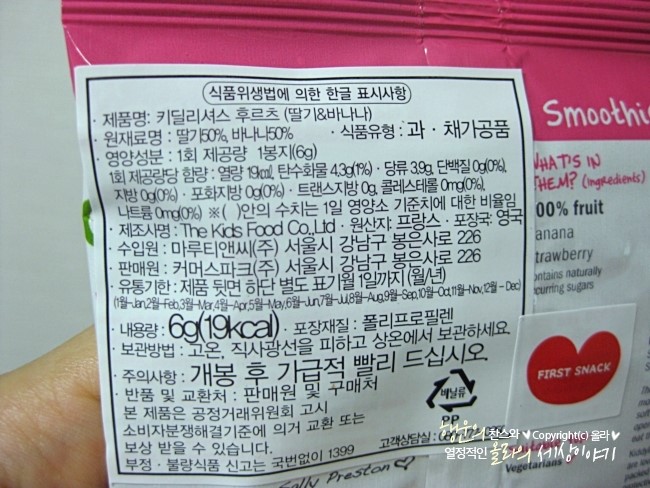 식품위생법에 의한 한글 표시사항
· 제품명: 키딜리셔스 후르츠 (딸기&바나나)
· 원재료명 : 딸기50%, 바나나50% · 식품유형 : 과 · 채가공품
· 영양성분 : 1회 제공량 1봉지(6g)
1회 제공량당 함량 : 열량 19kcal, 탄수화물 4.3g(1%) · 당류 3.9g, 단백질 0g(0%),
지방 0g(0%) · 포화지방 0g(0%) · 트랜스지방 0g, 콜레스테롤 0mg(0%),
나트륨 0mg(0%) ※( )안의 수치는 1일 영양소 기준치에 대한 비율임
· 제조사명 : The Kids Food Co.,Ltd · 원산지: 프랑스 · 포장국: 영국
· 수입원 : 마루티앤씨(주) 서울시 강남구 봉은사로 226
· 판매원 : 커머스파크(주) 서울시 강남구 봉은사로 226
· 유통기한 : 제품 뒷면 하단 별도 표기월 1일까지 (월/년)
(1월-Jan,2월-Feb,3월-Mar,4월-Apr,5월-May,6월-Jun,7월-Jul,8월-Aug,9월-Sep,10월-Oct,11월-Nov,12월-Dec)
· 내용량 : 6g(19kcal) · 포장재질 : 폴리프로필렌
· 보관방법 : 고온, 직사광선을 피하고 상온에서 보관하세요.
· 주의사항 : 개봉 후 가급적 빨리 드십시오.
· 반품 및 교환처 : 판매원 및 구매처
본 제품은 공정거래위원회 고시
소비자분쟁해결기준에 의거 교환 또는
보상 받을 수 있습니다. 고객상담실 :
부정 · 불량식품 신고는 국번없이 1399
비닐류
PP
Smoothie
WHAT'S IN
THEM? (ingredients)
100% fruit
banana
strawberry
contains naturally
occurring sugars
FIRST SNACK
Vegetarians
Sally Preston
행운의 찬스와 ♥Copyright(c) 올라♥
열정적인 올라의 세상이야기